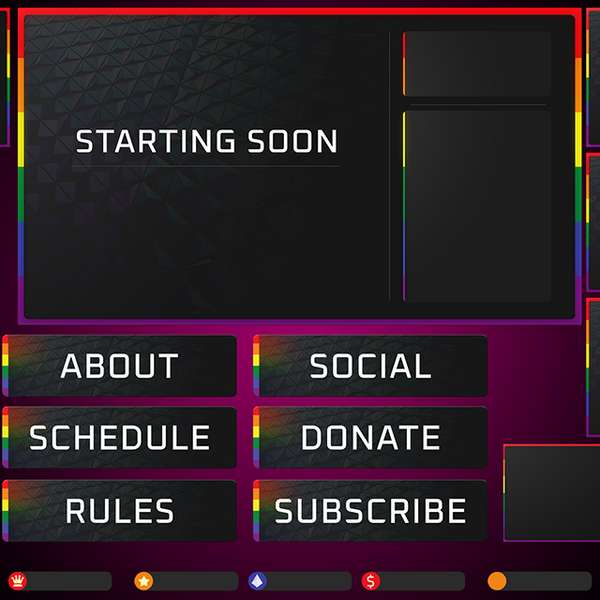 STARTING SOON
ABOUT
SOCIAL
SCHEDULE
DONATE
RULES
SUBSCRIBE
$